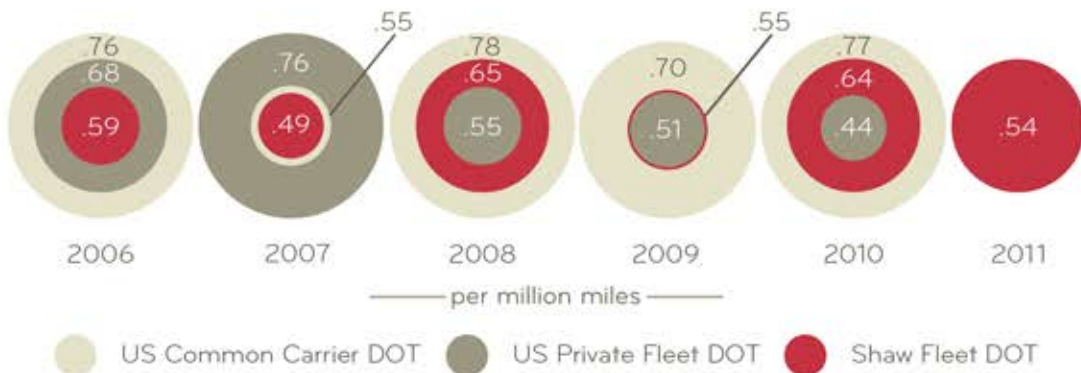 .55 .55
.76 .76 .78 .70 .77
.68 .65 .64
.59 .49 .55 .51 .44 .54
2006 2007 2008 2009 2010 2011
per million miles
US Common Carrier DOT US Private Fleet DOT Shaw Fleet DOT